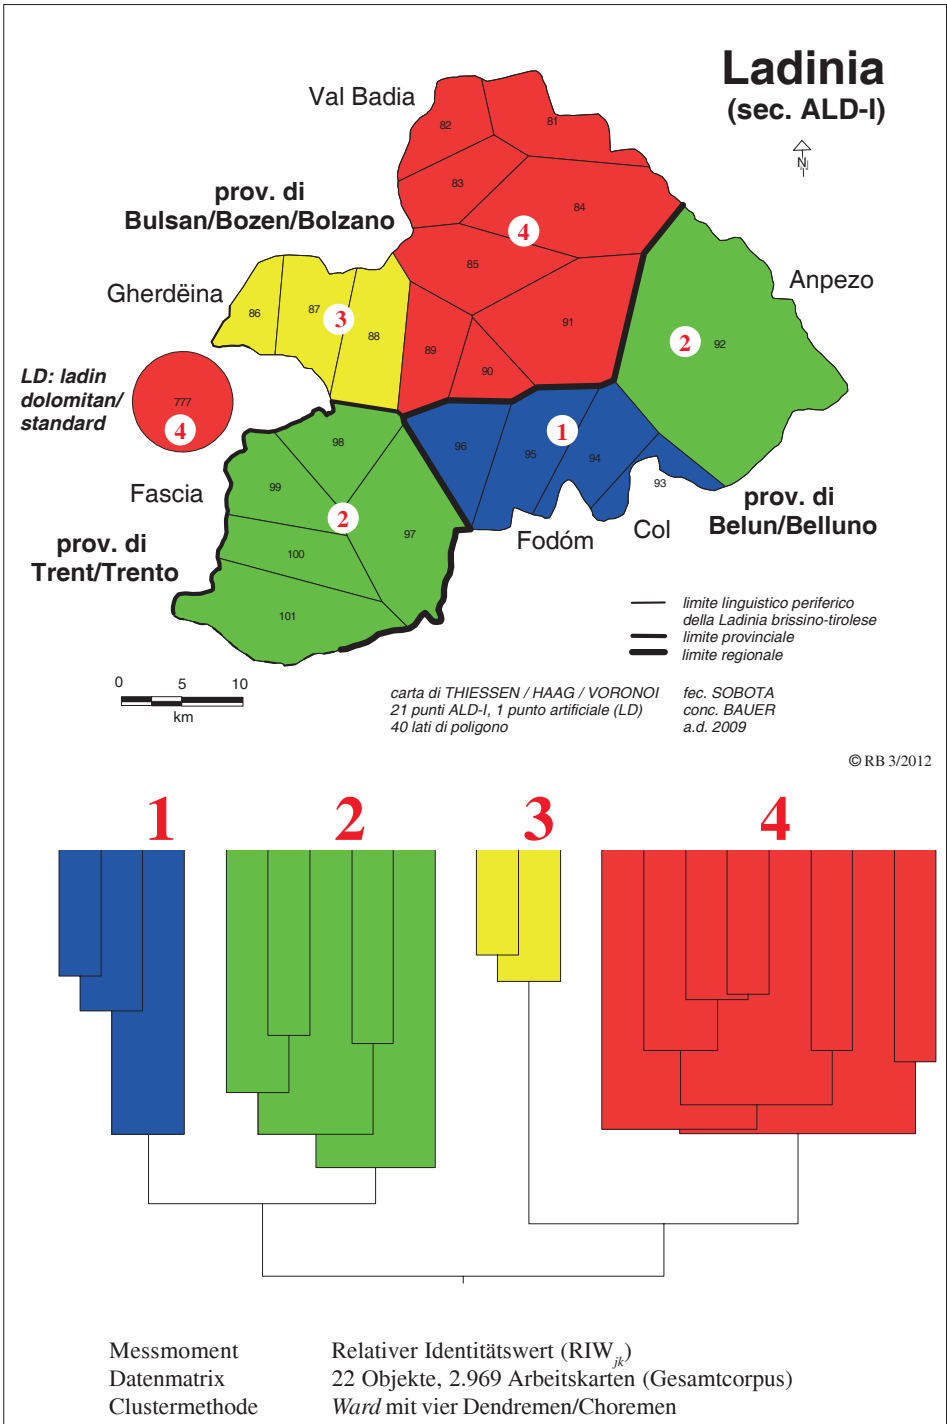 Ladinia
(sec. ALD-I)
N
Val Badia
82
81
83
84
prov. di
Bulsan/Bozen/Bolzano
4
85
Anpezo
Gherdëina
86
87
3
88
91
2
92
89
90
LD: ladin
dolomitan/
standard
777
4
98
96
1
95
94
93
99
Fascia
2
97
prov. di
Belun/Belluno
Col
Fodóm
prov. di
Trent/Trento
100
101
limite linguistico periferico
della Ladinia brissino-tirolese
limite provinciale
limite regionale
0 5 10
km
carta di THIESSEN / HAAG / VORONOI
21 punti ALD-I, 1 punto artificiale (LD)
40 lati di poligono
fec. SOBOTA
conc. BAUER
a.d. 2009
© RB 3/2012
1 2 3 4
Messmoment Relativer Identitätswert (RIWjk)
Datenmatrix 22 Objekte, 2.969 Arbeitskarten (Gesamtcorpus)
Clustermethode Ward mit vier Dendremen/Choremen